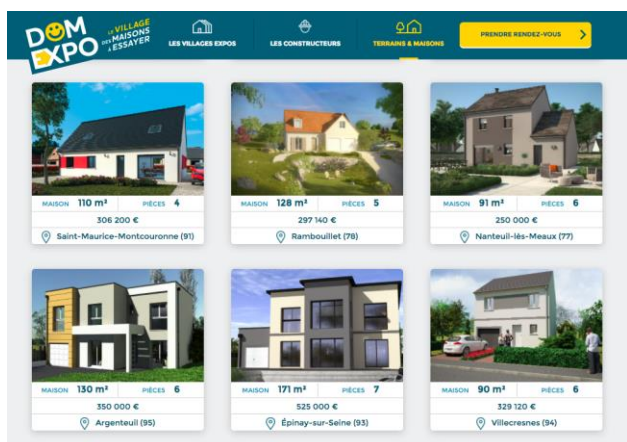 DOM EXPO
LE VILLAGE
DES MAISONS
À ESSAYER
LES VILLAGES EXPOS
LES CONSTRUCTEURS
TERRAINS & MAISONS
PRENDRE RENDEZ-VOUS
MAISON 110 m² PIÈCES 4
306 200 €
Saint-Maurice-Montcouronne (91)
MAISON 128 m² PIÈCES 5
297 140 €
Rambouillet (78)
MAISON 91 m² PIÈCES 6
250 000 €
Nanteuil-lès-Meaux (77)
MAISON 130 m² PIÈCES 6
350 000 €
Argenteuil (95)
MAISON 171 m² PIÈCES 7
525 000 €
Épinay-sur-Seine (93)
MAISON 90 m² PIÈCES 6
329 120 €
Villecresnes (94)